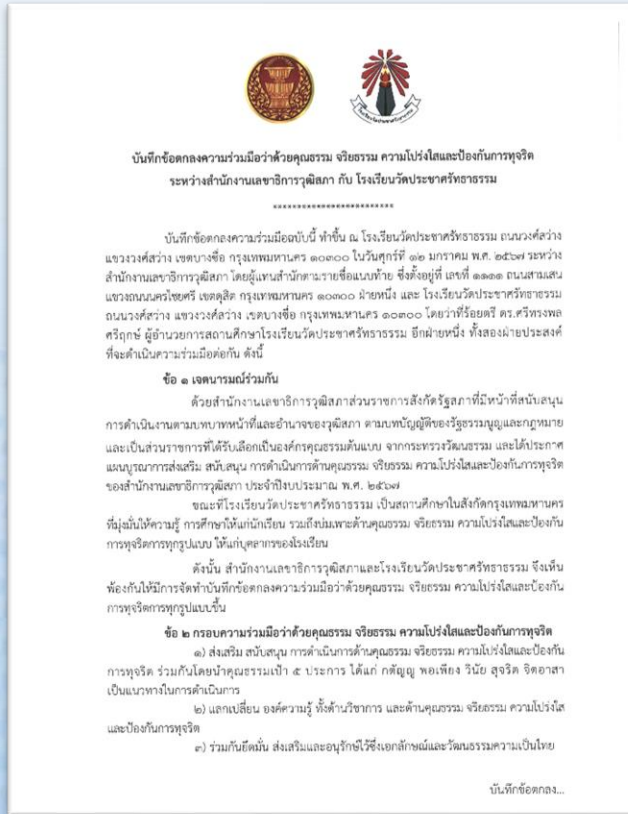 บันทึกข้อตกลงความร่วมมือว่าด้วยคุณธรรม จริยธรรม ความโปร่งใสและป้องกันการทุจริต
ระหว่างสำนักงานเลขาธิการวุฒิสภา กับ โรงเรียนวัดประชาศรัทธาธรรม
*************************
บันทึกข้อตกลงความร่วมมือฉบับนี้ ทำขึ้น ณ โรงเรียนวัดประชาศรัทธาธรรม ถนนวงศ์สว่าง
แขวงวงศ์สว่าง เขตบางซื่อ กรุงเทพมหานคร ๑๐๓๐๐ ในวันศุกร์ที่ ๑๒ มกราคม พ.ศ. ๒๕๖๗ ระหว่าง
สำนักงานเลขาธิการวุฒิสภา โดยผู้แทนสำนักตามรายชื่อแนบท้าย ซึ่งตั้งอยู่ที่ เลขที่ ๑๑๑๑ ถนนสามเสน
แขวงถนนนครไชยศรี เขตดุสิต กรุงเทพมหานคร ๑๐๓๐๐ ฝ่ายหนึ่ง และ โรงเรียนวัดประชาศรัทธาธรรม
ถนนวงศ์สว่าง แขวงวงศ์สว่าง เขตบางซื่อ กรุงเทพมหานคร ๑๐๓๐๐ โดยว่าที่ร้อยตรี ดร.ศรีทรงพล
ศรีฤกษ์ ผู้อำนวยการสถานศึกษาโรงเรียนวัดประชาศรัทธาธรรม อีกฝ่ายหนึ่ง ทั้งสองฝ่ายประสงค์
ที่จะดำเนินความร่วมมือต่อกัน ดังนี้
ข้อ ๑ เจตนารมณ์ร่วมกัน
ด้วยสำนักงานเลขาธิการวุฒิสภาส่วนราชการสังกัดรัฐสภาที่มีหน้าที่สนับสนุน
การดำเนินงานตามบทบาทหน้าที่และอำนาจของวุฒิสภา ตามบทบัญญัติของรัฐธรรมนูญและกฎหมาย
และเป็นส่วนราชการที่ได้รับเลือกเป็นองค์กรคุณธรรมต้นแบบ จากกระทรวงวัฒนธรรม และได้ประกาศ
แผนบูรณาการส่งเสริม สนับสนุน การดำเนินการด้านคุณธรรม จริยธรรม ความโปร่งใสและป้องกันการทุจริต
ของสำนักงานเลขาธิการวุฒิสภา ประจำปีงบประมาณ พ.ศ. ๒๕๖๗
ขณะที่โรงเรียนวัดประชาศรัทธาธรรม เป็นสถานศึกษาในสังกัดกรุงเทพมหานคร
ที่มุ่งมั่นให้ความรู้ การศึกษาให้แก่นักเรียน รวมถึงบ่มเพาะด้านคุณธรรม จริยธรรม ความโปร่งใสและป้องกัน
การทุจริตการทุกรูปแบบ ให้แก่บุคลากรของโรงเรียน
ดังนั้น สำนักงานเลขาธิการวุฒิสภาและโรงเรียนวัดประชาศรัทธาธรรม จึงเห็น
พ้องกันให้มีการจัดทำบันทึกข้อตกลงความร่วมมือว่าด้วยคุณธรรม จริยธรรม ความโปร่งใสและป้องกัน
การทุจริตการทุกรูปแบบขึ้น
ข้อ ๒ กรอบความร่วมมือว่าด้วยคุณธรรม จริยธรรม ความโปร่งใสและป้องกันการทุจริต
๑) ส่งเสริม สนับสนุน การดำเนินการด้านคุณธรรม จริยธรรม ความโปร่งใสและป้องกัน
การทุจริต ร่วมกันโดยนำคุณธรรมเป้า ๕ ประการ ได้แก่ กตัญญู พอเพียง วินัย สุจริต จิตอาสา
เป็นแนวทางในการดำเนินการ
๒) แลกเปลี่ยน องค์ความรู้ ทั้งด้านวิชาการ และด้านคุณธรรม จริยธรรม ความโปร่งใส
และป้องกันการทุจริต
๓) ร่วมกันยึดมั่น ส่งเสริมและอนุรักษ์ไว้ซึ่งเอกลักษณ์และวัฒนธรรมความเป็นไทย
บันทึกข้อตกลง...